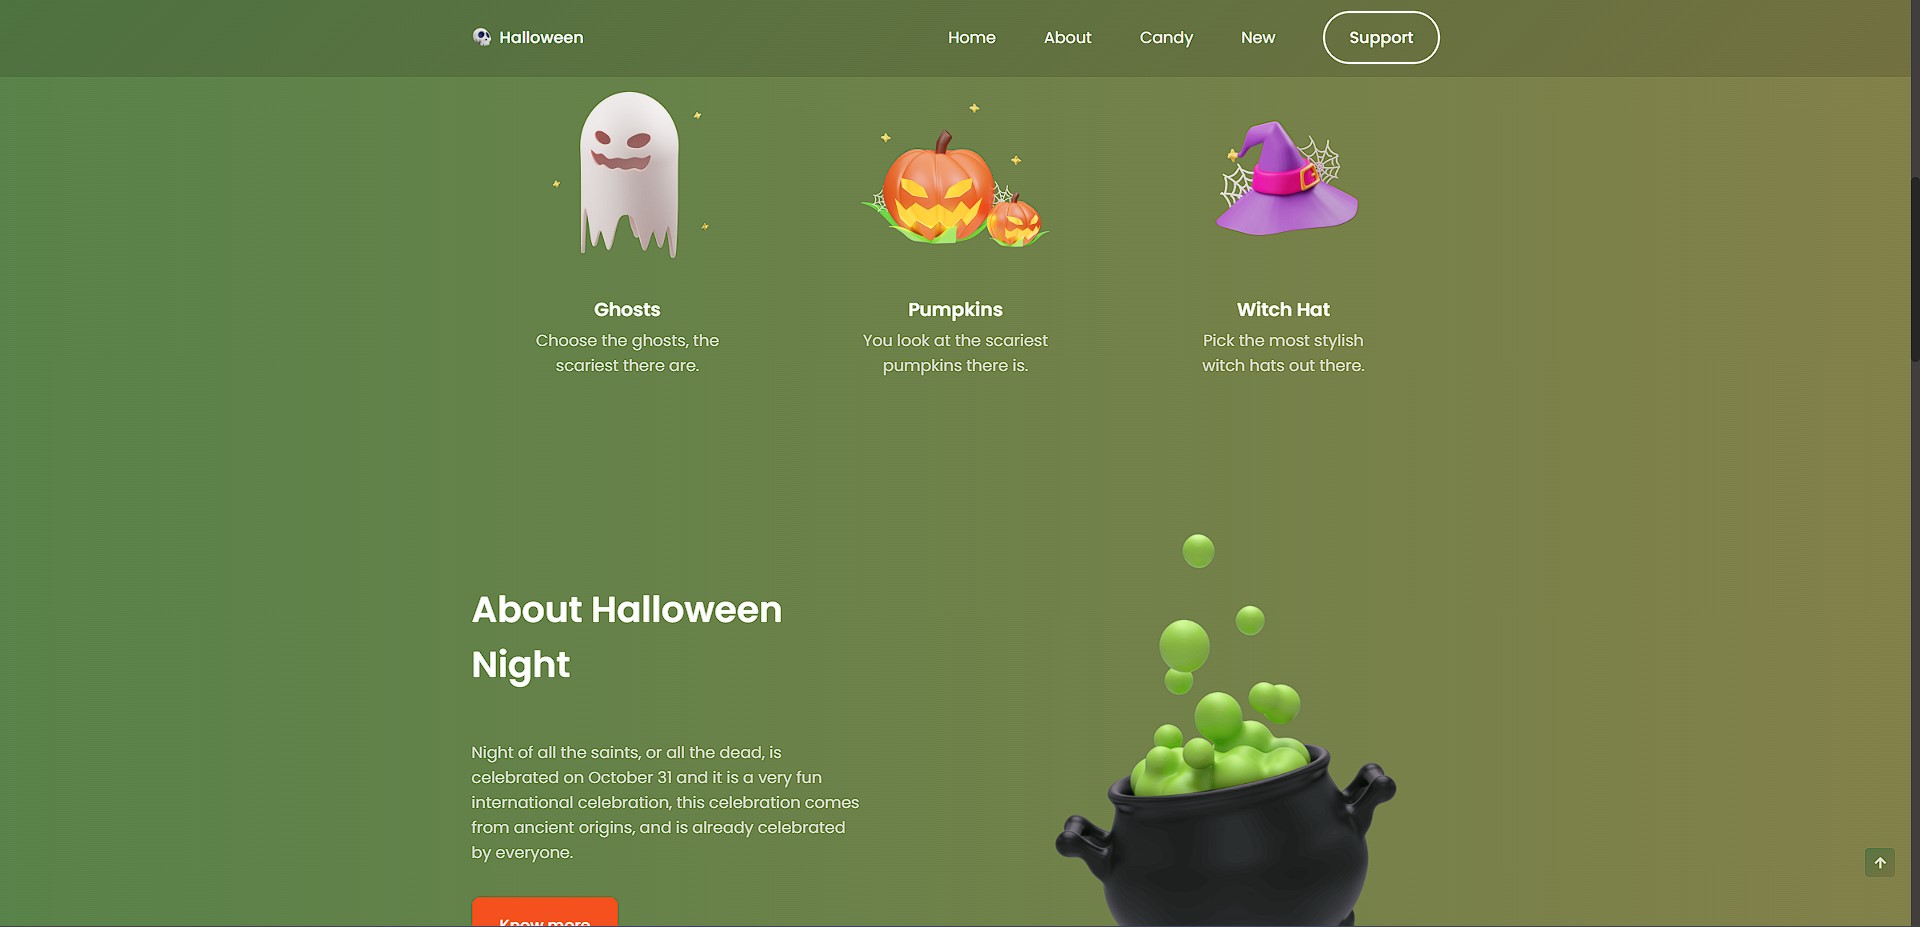 Halloween
Home
About
Candy
New
Support
Ghosts
Choose the ghosts, the
scariest there are.
Pumpkins
You look at the scariest
pumpkins there is.
Witch Hat
Pick the most stylish
witch hats out there.
About Halloween
Night
Night of all the saints, or all the dead, is
celebrated on October 31 and it is a very fun
international celebration, this celebration comes
from ancient origins, and is already celebrated
by everyone.
Know more